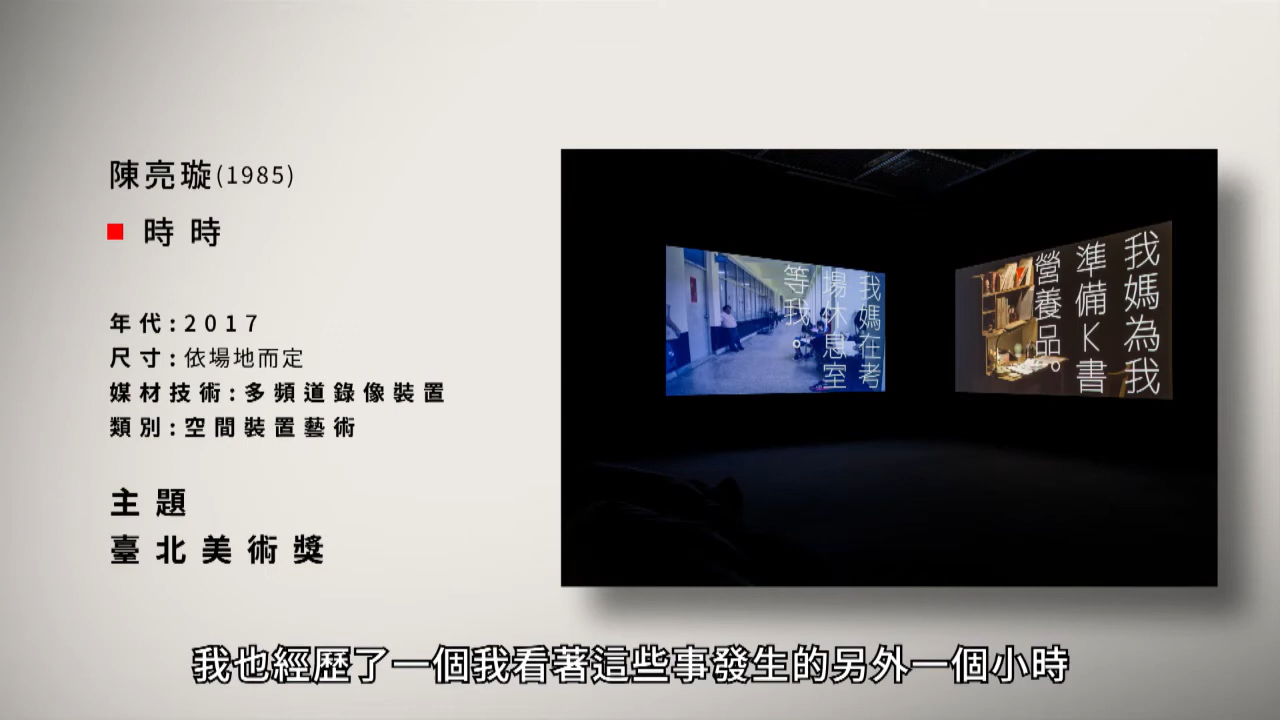 陳亮璇(1985)
時時
年代:2017
尺寸:依場地而定
媒材技術:多頻道錄像裝置
類別:空間裝置藝術
主題
臺北美術獎
我媽在考
場休息室
等我。
我媽為我
準備K書
營養品。
我也經歷了一個我看著這些事發生的另外一個小時